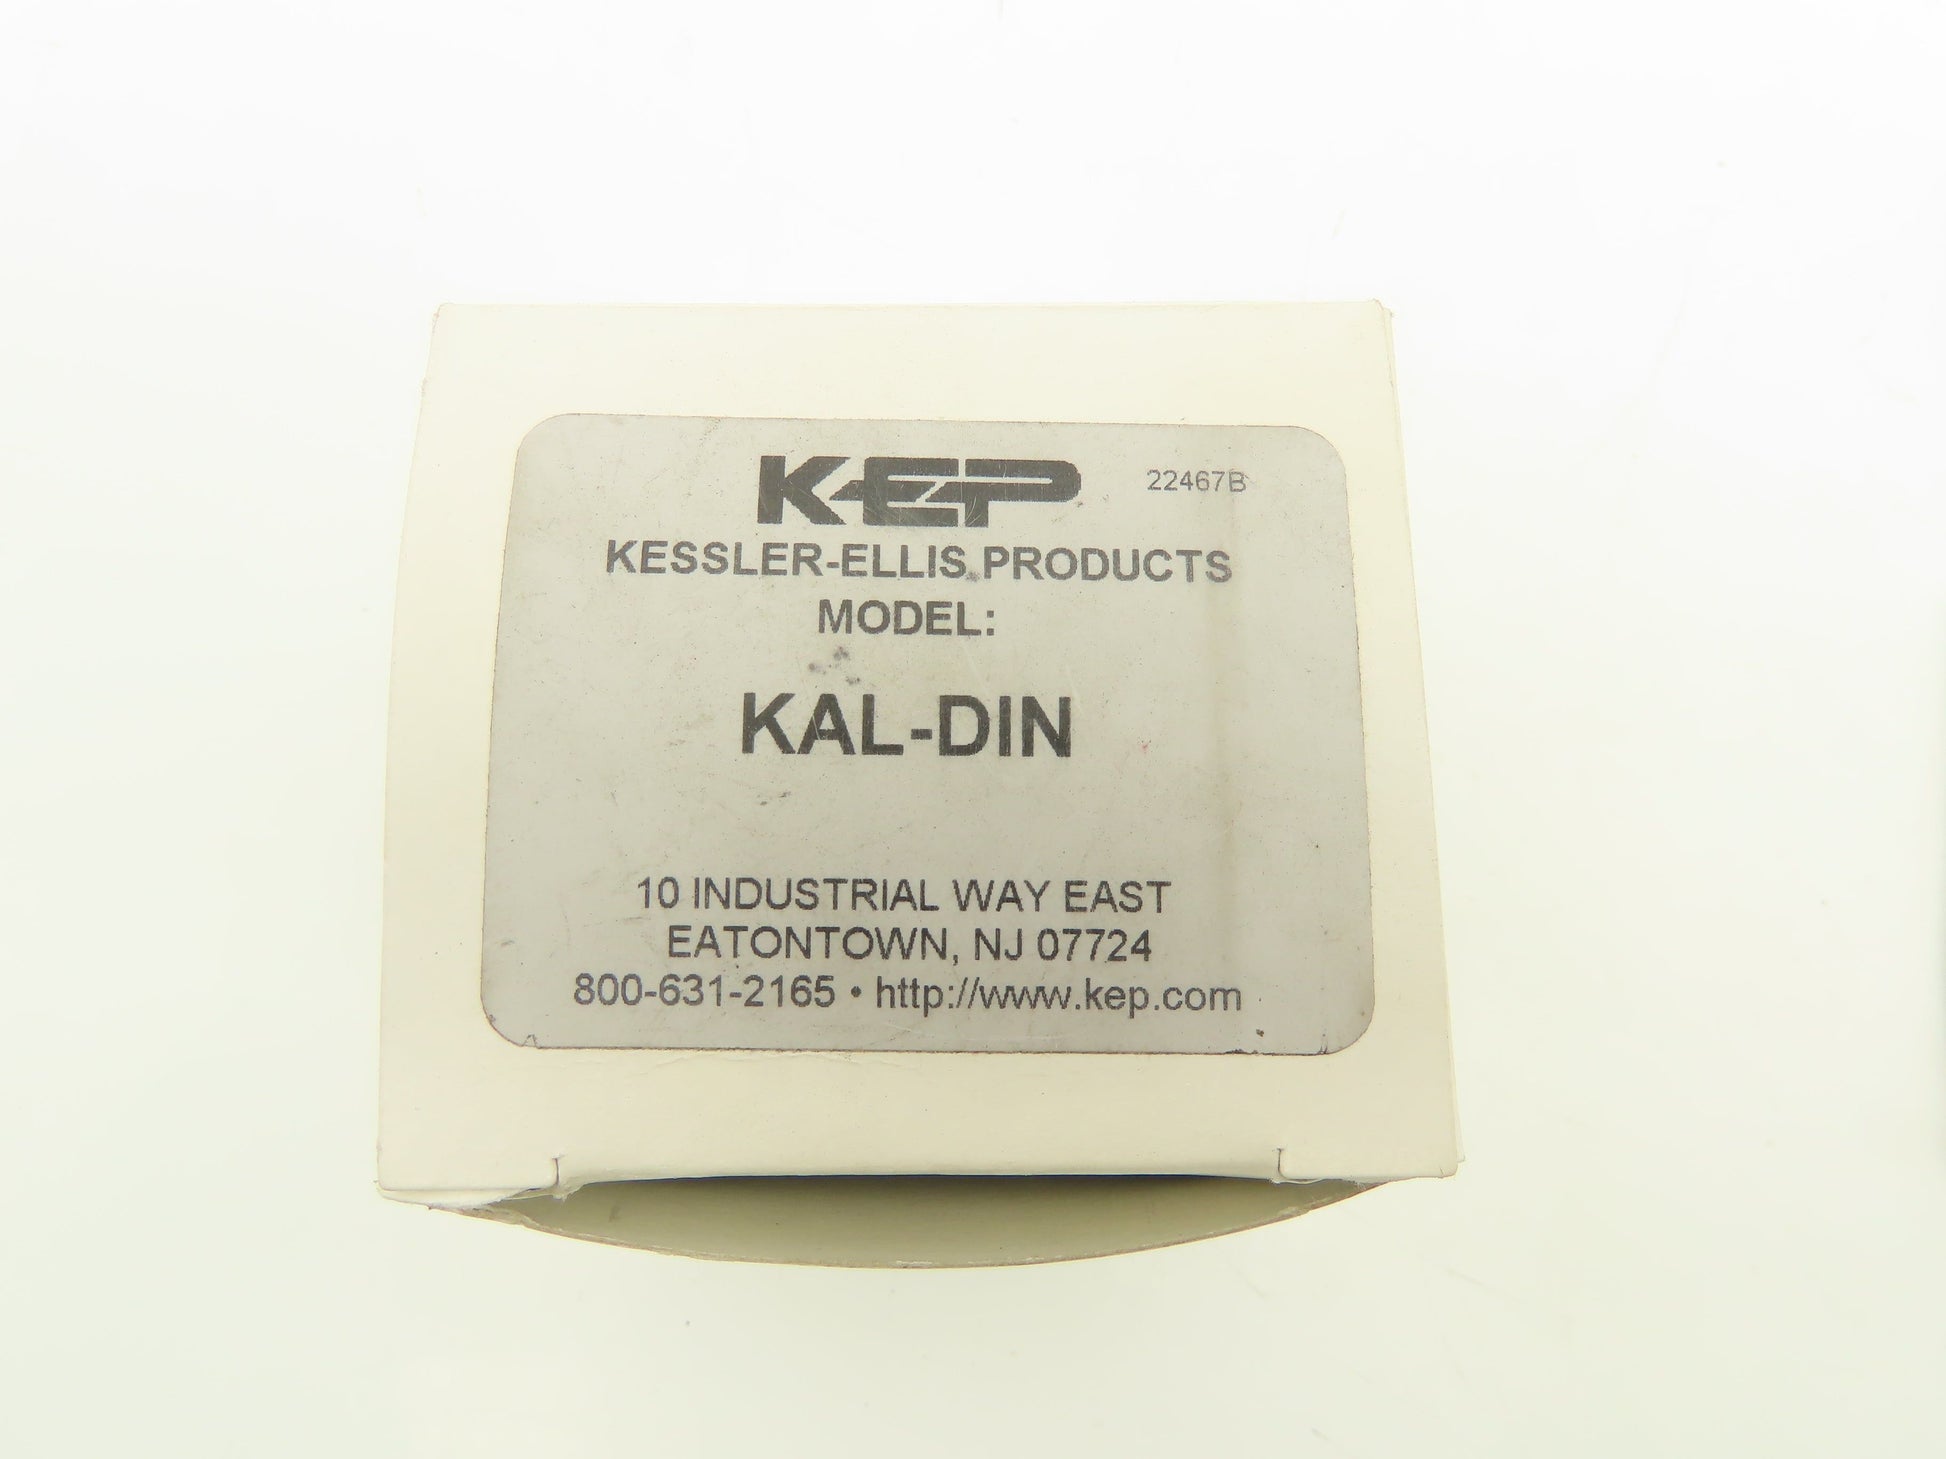 KEP 22467B
KESSLER-ELLIS PRODUCTS
MODEL:
KAL-DIN
10 INDUSTRIAL WAY EAST
EATONTOWN, NJ 07724
800-631-2165 • http://www.kep.com